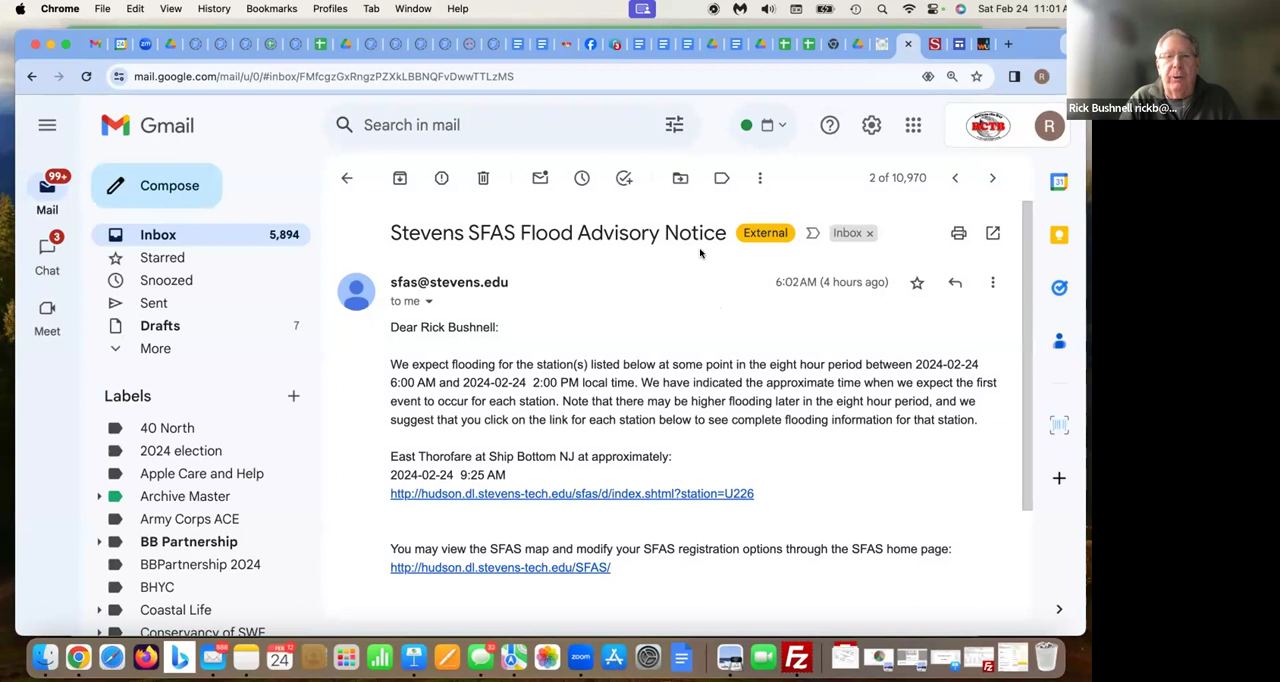 Chrome File Edit View History Bookmarks Profiles Tab Window Help Sat Feb 24 11:01
mail.google.com/mail/u/0/#inbox/FMfcgzGxRngzPZXkLBBNQFvDwwTTLzMS R
Rick Bushnell rickb@...
Gmail Search in mail RCTB R
99+
Mail
3
Chat
Meet
Compose
Inbox 5,894
Starred
Snoozed
Sent
Drafts 7
More
Labels
40 North
2024 election
Apple Care and Help
Archive Master
Army Corps ACE
BB Partnership
BBPartnership 2024
BHYC
Coastal Life
Conservancy of SWF
2 of 10,970
Stevens SFAS Flood Advisory Notice External Inbox x
sfas@stevens.edu 6:02 AM (4 hours ago)
to me
Dear Rick Bushnell:
We expect flooding for the station(s) listed below at some point in the eight hour period between 2024-02-24
6:00 AM and 2024-02-24 2:00 PM local time. We have indicated the approximate time when we expect the first
event to occur for each station. Note that there may be higher flooding later in the eight hour period, and we
suggest that you click on the link for each station below to see complete flooding information for that station.
East Thorofare at Ship Bottom NJ at approximately:
2024-02-24 9:25 AM
http://hudson.dl.stevens-tech.edu/sfas/d/index.shtml?station=U226
You may view the SFAS map and modify your SFAS registration options through the SFAS home page:
http://hudson.dl.stevens-tech.edu/SFAS/
31
24
zoom
Fz